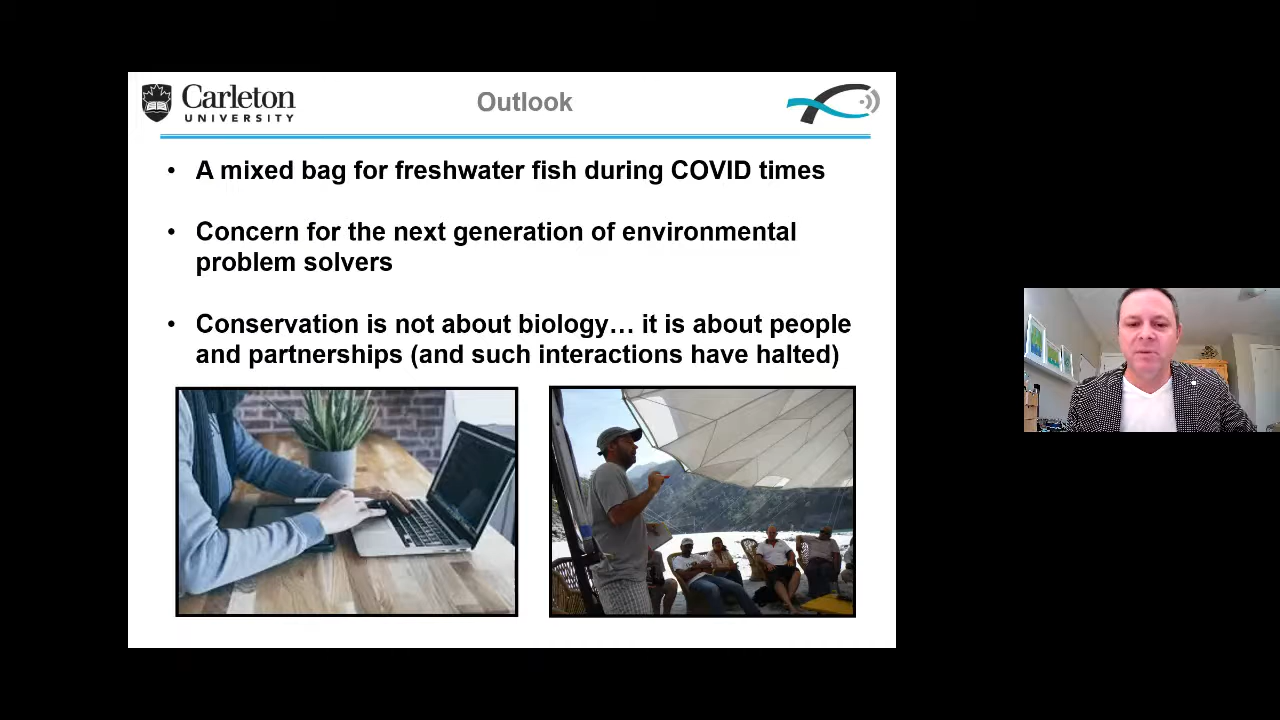 Carleton
UNIVERSITY
Outlook
• A mixed bag for freshwater fish during COVID times
• Concern for the next generation of environmental
problem solvers
• Conservation is not about biology… it is about people
and partnerships (and such interactions have halted)